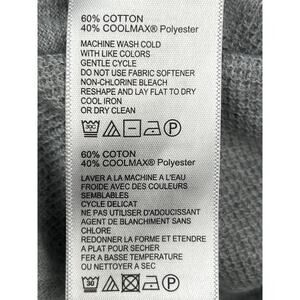 60% COTTON
40% COOLMAX® Polyester
MACHINE WASH COLD
WITH LIKE COLORS
GENTLE CYCLE
DO NOT USE FABRIC SOFTENER
NON-CHLORINE BLEACH
RESHAPE AND LAY FLAT TO DRY
COOL IRON
OR DRY CLEAN
P
60% COTON
40% COOLMAX® Polyester
LAVER A LA MACHINE A L'EAU
FROIDE AVEC DES COULEURS
SEMBLABLES
CYCLE DELICAT
NE PAS UTILISER D'ADOUCISSANT
AGENT DE BLANCHIMENT SANS
CHLORE
REDONNER LA FORME ET ETENDRE
A PLAT POUR SECHER
FER A BASSE TEMPERATURE
OU NETTOYER A SEC
30 P